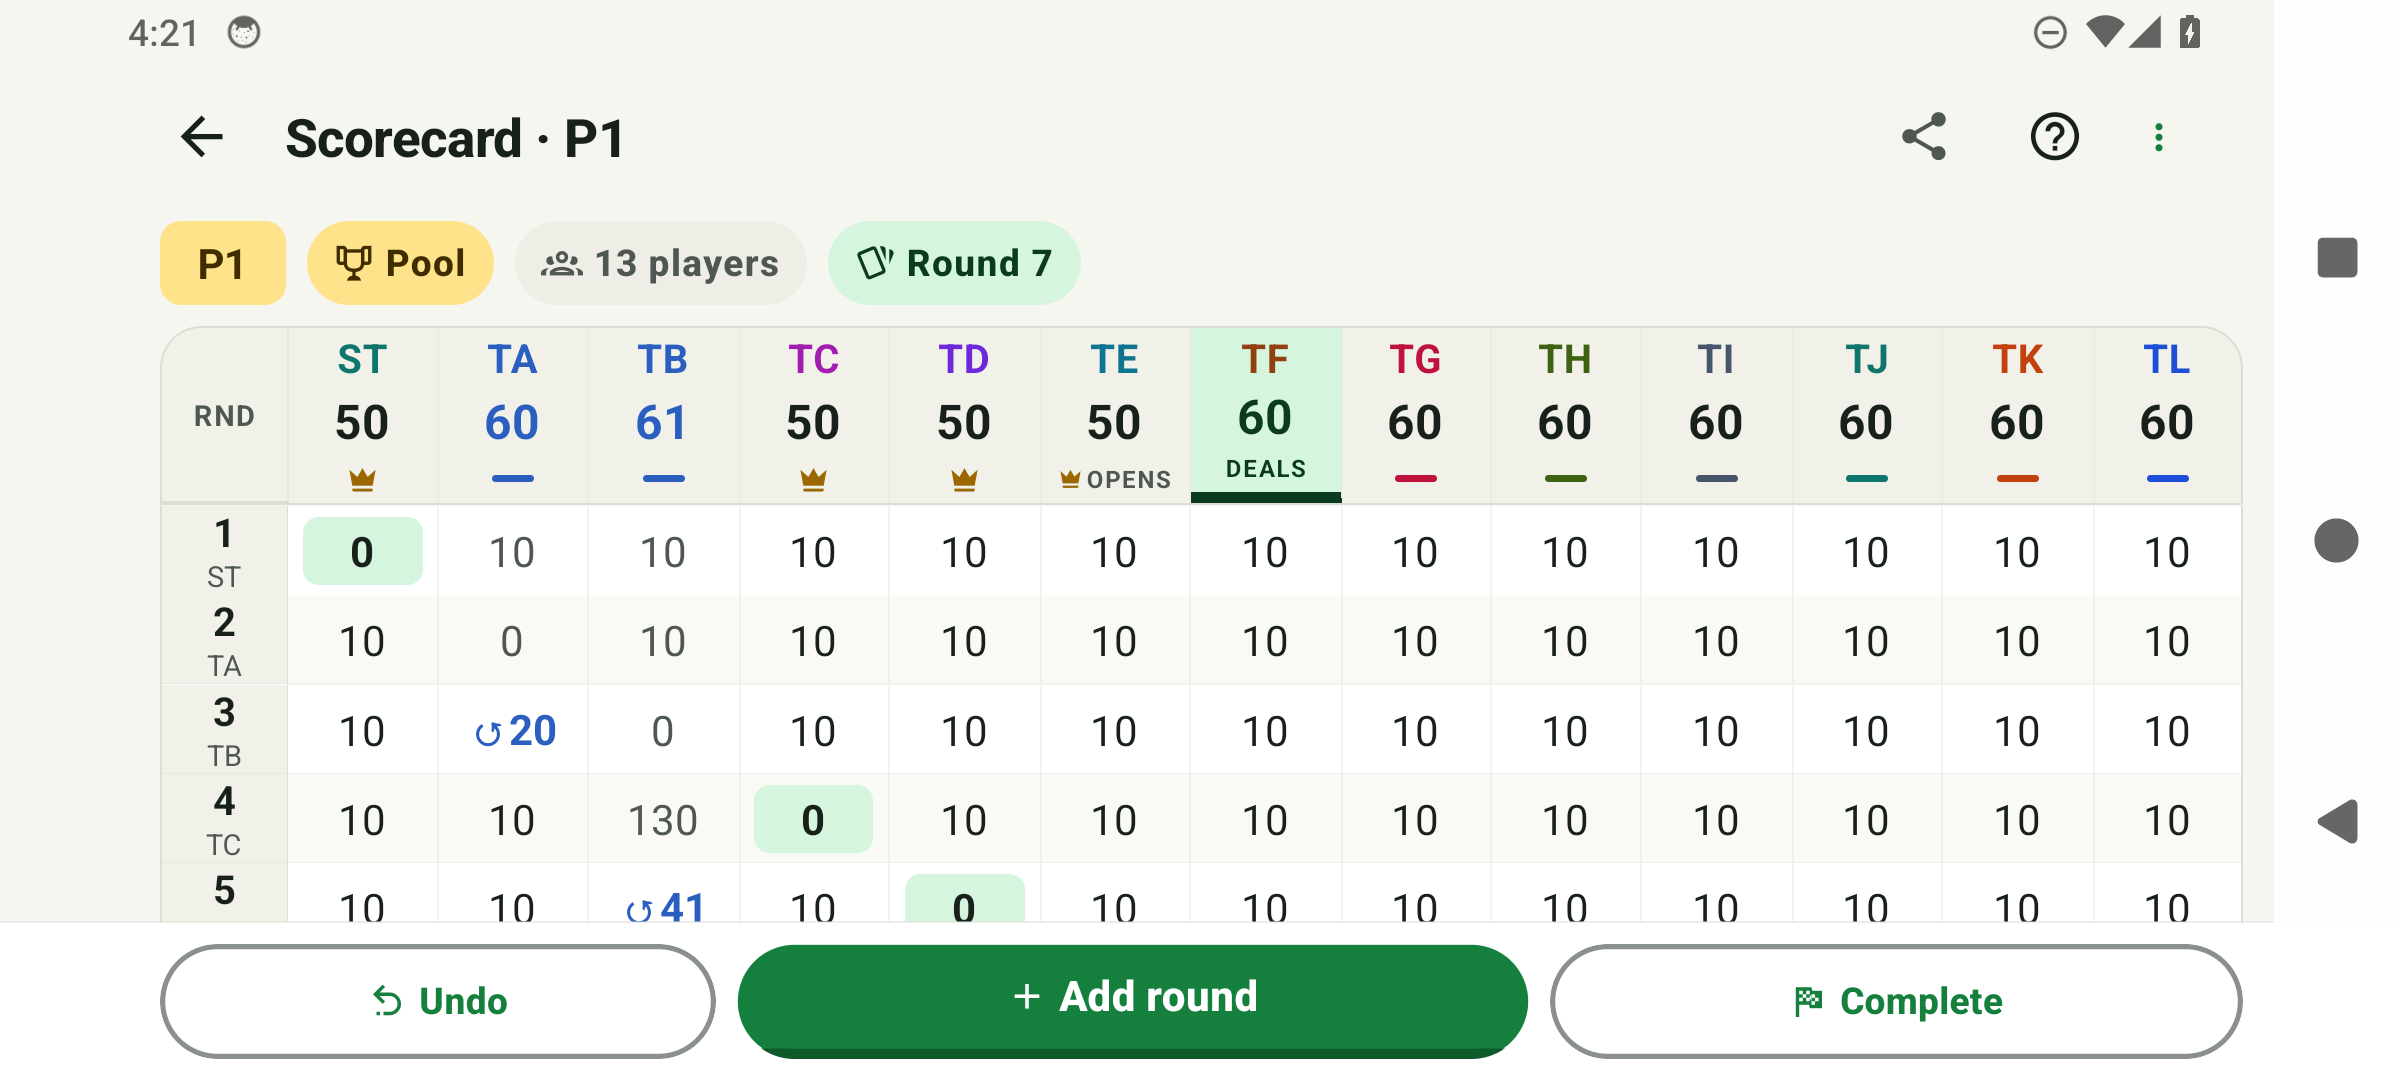 4:21
Scorecard · P1
P1 Pool 13 players Round 7
RND ST TA TB TC TD TE TF TG TH TI TJ TK TL
50 60 61 50 50 50 60 60 60 60 60 60 60
OPENS DEALS
1 ST 0 10 10 10 10 10 10 10 10 10 10 10 10
2 TA 10 0 10 10 10 10 10 10 10 10 10 10 10
3 TB 10 20 0 10 10 10 10 10 10 10 10 10 10
4 TC 10 10 130 0 10 10 10 10 10 10 10 10 10
5 10 10 41 10 0 10 10 10 10 10 10 10 10
Undo + Add round Complete